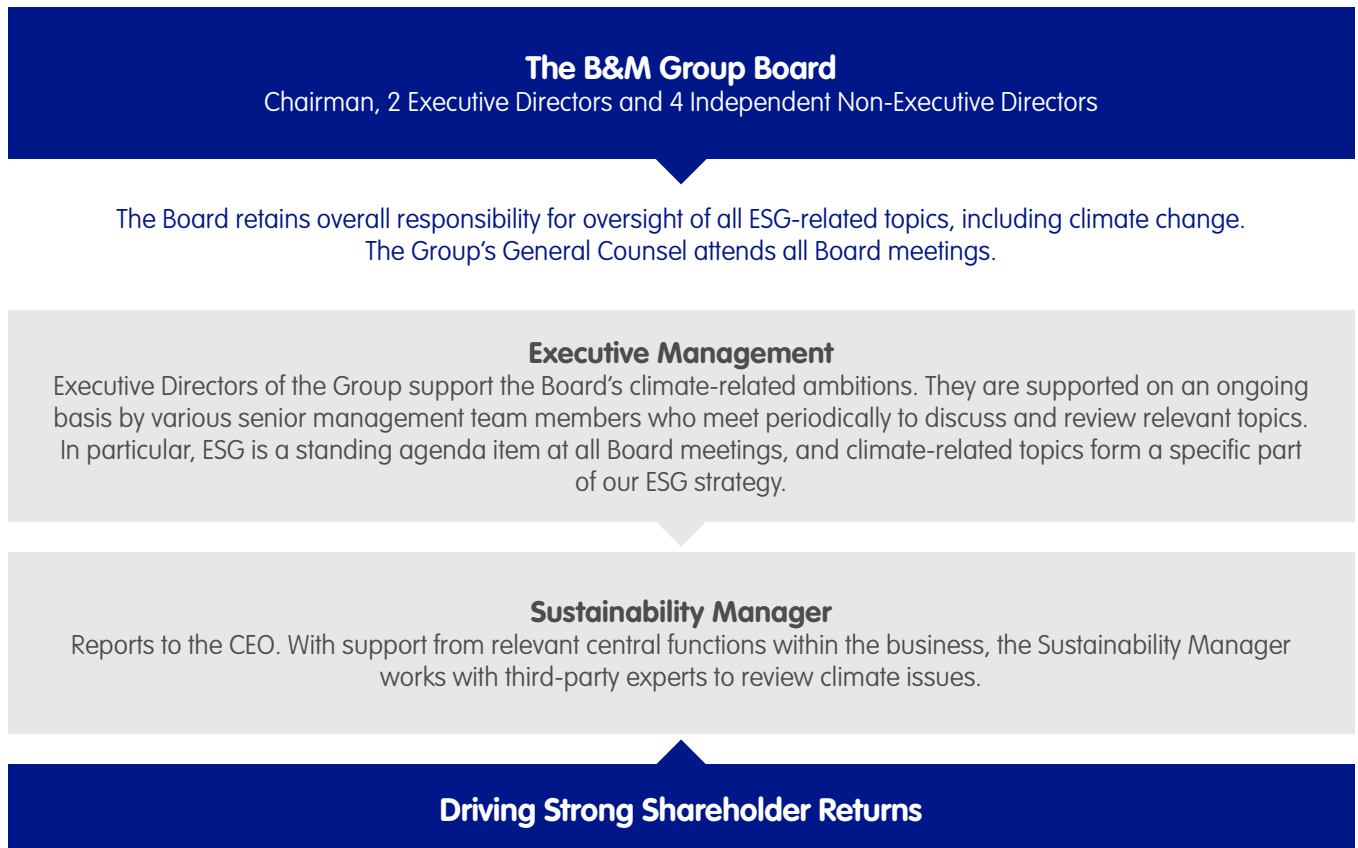 The B&M Group Board
Chairman, 2 Executive Directors and 4 Independent Non-Executive Directors
The Board retains overall responsibility for oversight of all ESG-related topics, including climate change.
The Group's General Counsel attends all Board meetings.
Executive Management
Executive Directors of the Group support the Board's climate-related ambitions. They are supported on an ongoing
basis by various senior management team members who meet periodically to discuss and review relevant topics.
In particular, ESG is a standing agenda item at all Board meetings, and climate-related topics form a specific part
of our ESG strategy.
Sustainability Manager
Reports to the CEO. With support from relevant central functions within the business, the Sustainability Manager
works with third-party experts to review climate issues.
Driving Strong Shareholder Returns